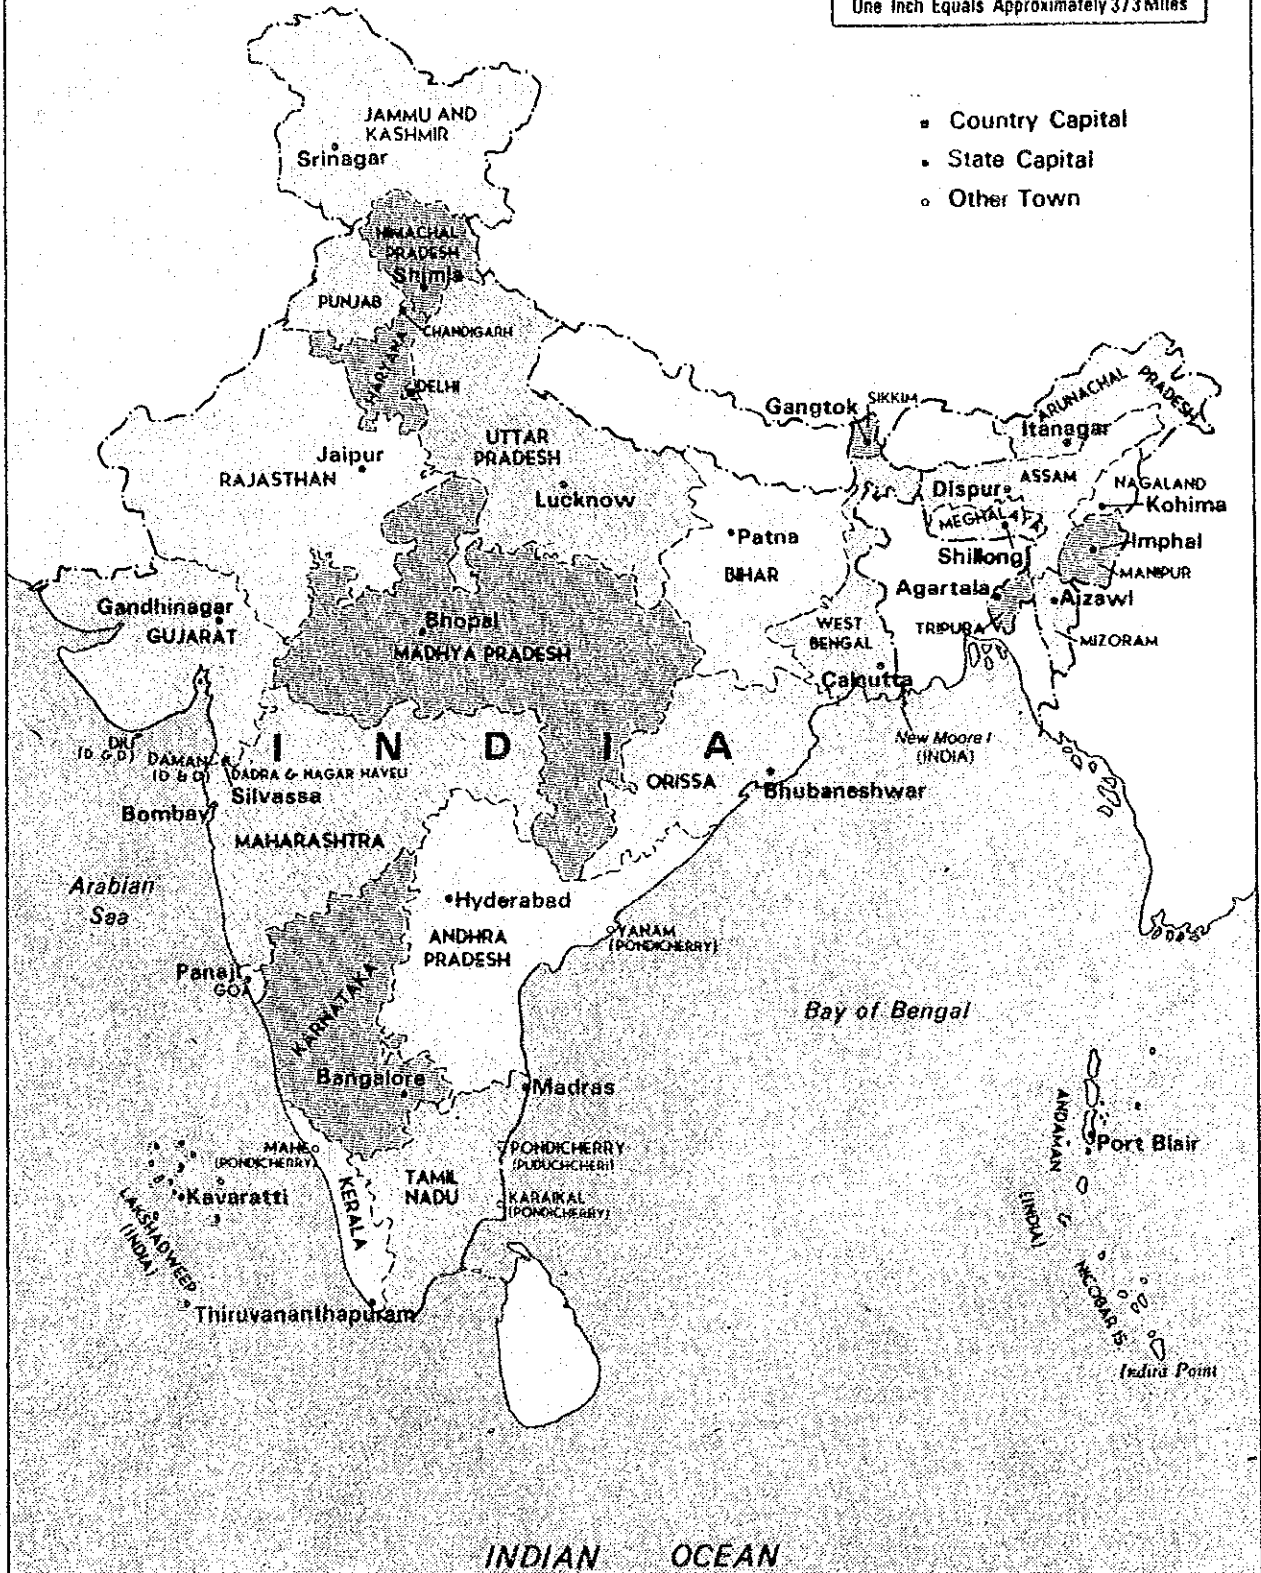 One Inch Equals Approximately 373 Miles
Country Capital
State Capital
Other Town
JAMMU AND
KASHMIR
Srinagar
HIMACHAL
PRADESH
Shimla
PUNJAB
CHANDIGARH
HARYANA
DELHI
SIKKIM
Gangtok
ARUNACHAL PRADESH
Itanagar
UTTAR
PRADESH
Jaipur
RAJASTHAN
Lucknow
ASSAM
Dispur
NAGALAND
Kohima
MEGHALAYA
Patna
Shillong
Imphal
BIHAR
MANIPUR
Agartala
Aizawl
Gandhinagar
GUJARAT
Bhopal
MADHYA PRADESH
WEST
BENGAL
TRIPURA
MIZORAM
Calcutta
INDIA
New Moore I
(INDIA)
DIU
(D & D)
DAMAN
(D & D)
DADRA & NAGAR HAVELI
Silvassa
ORISSA
Bhubaneshwar
Bombay
MAHARASHTRA
Arabian
Sea
Hyderabad
ANDHRA
PRADESH
YANAM
(PONDICHERRY)
Panaji
GOA
KARNATAKA
Bay of Bengal
Bangalore
Madras
MAHE
(PONDICHERRY)
PONDICHERRY
(PUDUCHCHERI)
ANDAMAN
Port Blair
TAMIL
NADU
KERALA
Kavaratti
KARAIKAL
(PONDICHERRY)
LAKSHADWEEP
(INDIA)
(INDIA)
NICOBAR IS.
Thiruvananthapuram
Indira Point
INDIAN OCEAN